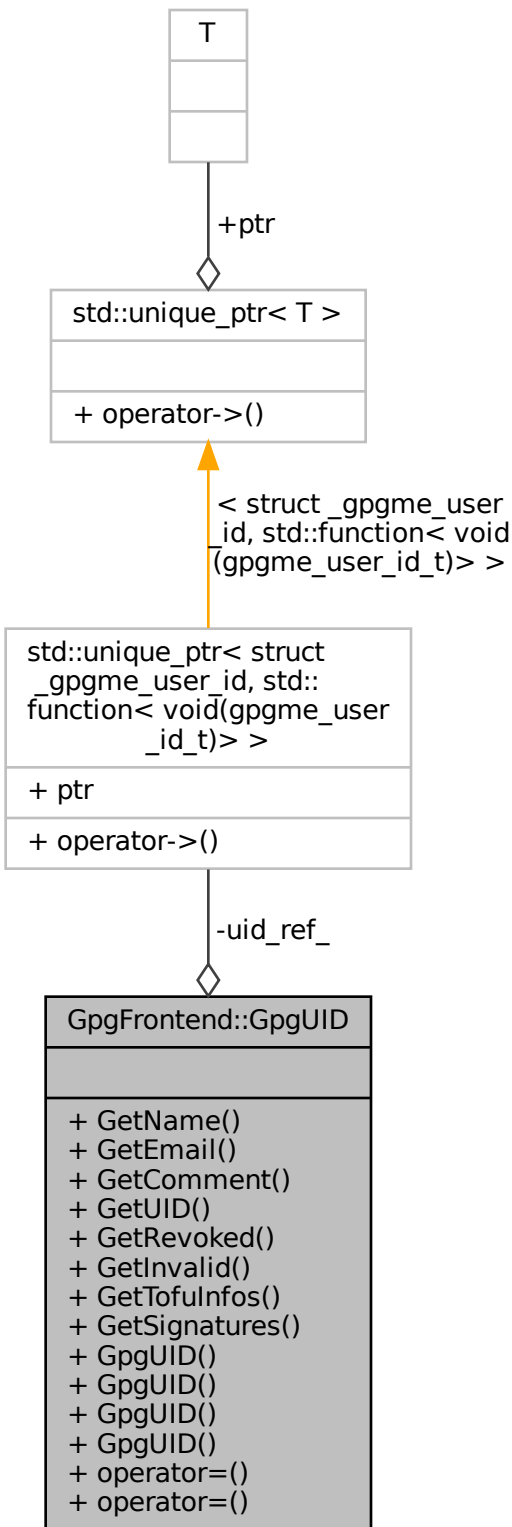 T
+ptr
std::unique_ptr< T >
+ operator->()
< struct _gpgme_user
_id, std::function< void
(gpgme_user_id_t)> >
std::unique_ptr< struct
_gpgme_user_id, std::
function< void(gpgme_user
_id_t)> >
+ ptr
+ operator->()
-uid_ref_
GpgFrontend::GpgUID
+ GetName()
+ GetEmail()
+ GetComment()
+ GetUID()
+ GetRevoked()
+ GetInvalid()
+ GetTofuInfos()
+ GetSignatures()
+ GpgUID()
+ GpgUID()
+ GpgUID()
+ GpgUID()
+ operator=()
+ operator=()